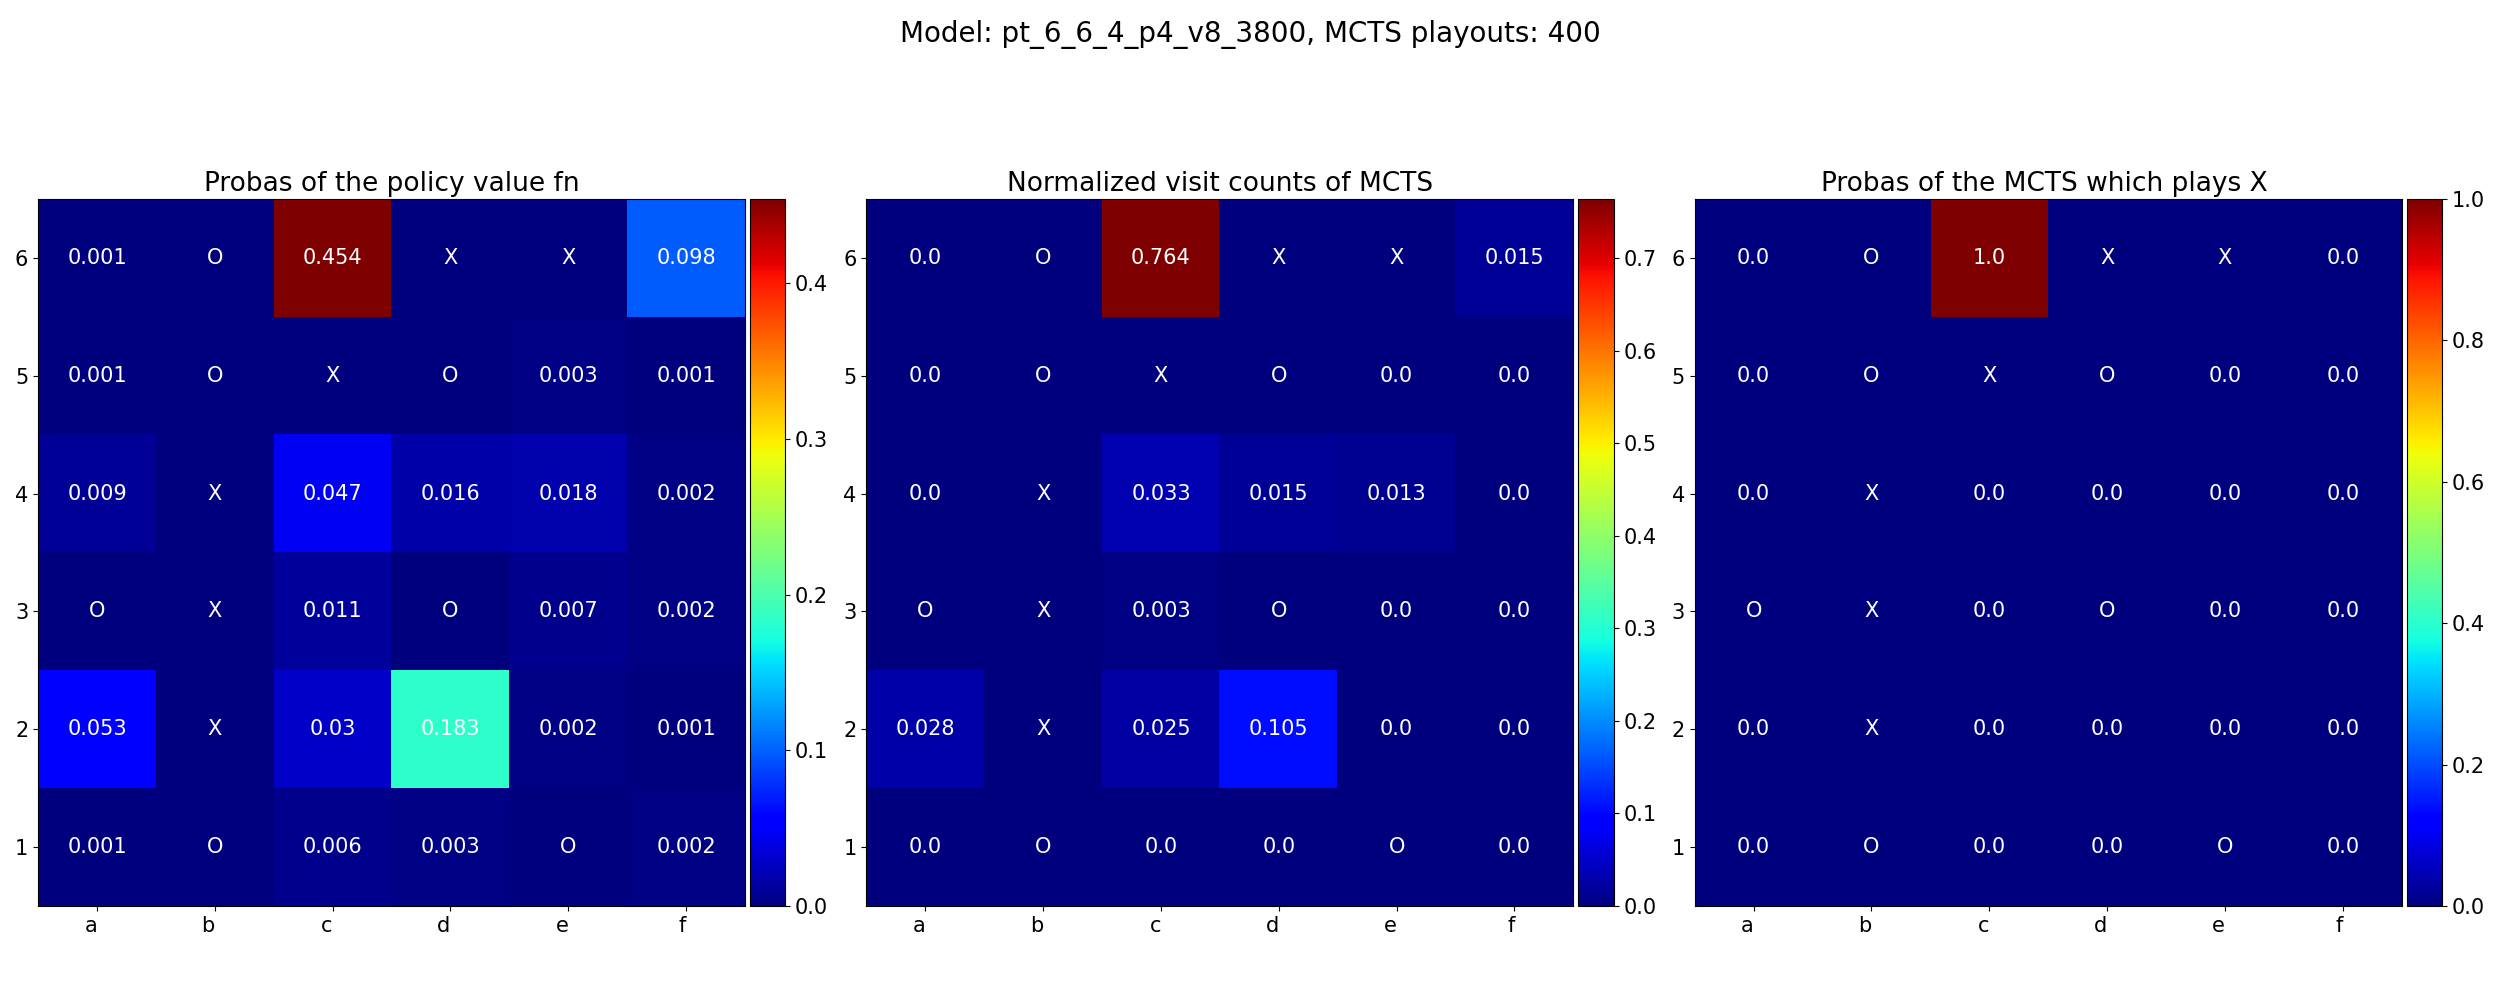 Model: pt_6_6_4_p4_v8_3800, MCTS playouts: 400
Probas of the policy value fn
6 0.001 O 0.454 X X 0.098
5 0.001 O X O 0.003 0.001
4 0.009 X 0.047 0.016 0.018 0.002
3 O X 0.011 O 0.007 0.002
2 0.053 X 0.03 0.183 0.002 0.001
1 0.001 O 0.006 0.003 O 0.002
a b c d e f
0.4
0.3
0.2
0.1
0.0
Normalized visit counts of MCTS
6 0.0 O 0.764 X X 0.015
5 0.0 O X O 0.0 0.0
4 0.0 X 0.033 0.015 0.013 0.0
3 O X 0.003 O 0.0 0.0
2 0.028 X 0.025 0.105 0.0 0.0
1 0.0 O 0.0 0.0 O 0.0
a b c d e f
0.7
0.6
0.5
0.4
0.3
0.2
0.1
0.0
Probas of the MCTS which plays X
6 0.0 O 1.0 X X 0.0
5 0.0 O X O 0.0 0.0
4 0.0 X 0.0 0.0 0.0 0.0
3 O X 0.0 O 0.0 0.0
2 0.0 X 0.0 0.0 0.0 0.0
1 0.0 O 0.0 0.0 O 0.0
a b c d e f
1.0
0.8
0.6
0.4
0.2
0.0